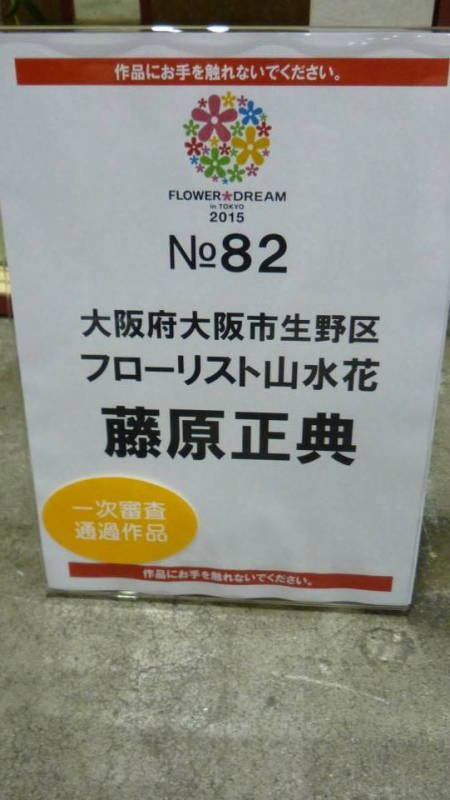 作品にお手を触れないでください。
FLOWER★DREAM
in TOKYO
2015
№82
大阪府大阪市生野区
フローリスト山水花
藤原正典
一次審査
通過作品
作品にお手を触れないでください。